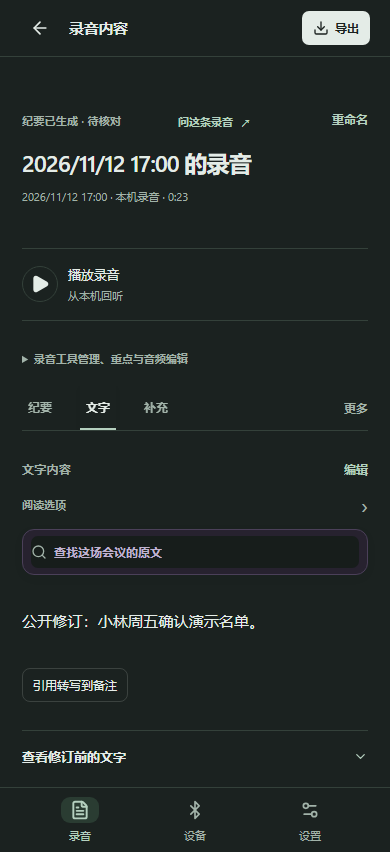 录音内容
导出
纪要已生成 · 待核对
问这条录音 ↗
重命名
2026/11/12 17:00 的录音
2026/11/12 17:00 · 本机录音 · 0:23
播放录音
从本机回听
录音工具管理、重点与音频编辑
纪要
文字
补充
更多
文字内容
编辑
阅读选项
查找这场会议的原文
公开修订：小林周五确认演示名单。
引用转写到备注
查看修订前的文字
录音
设备
设置